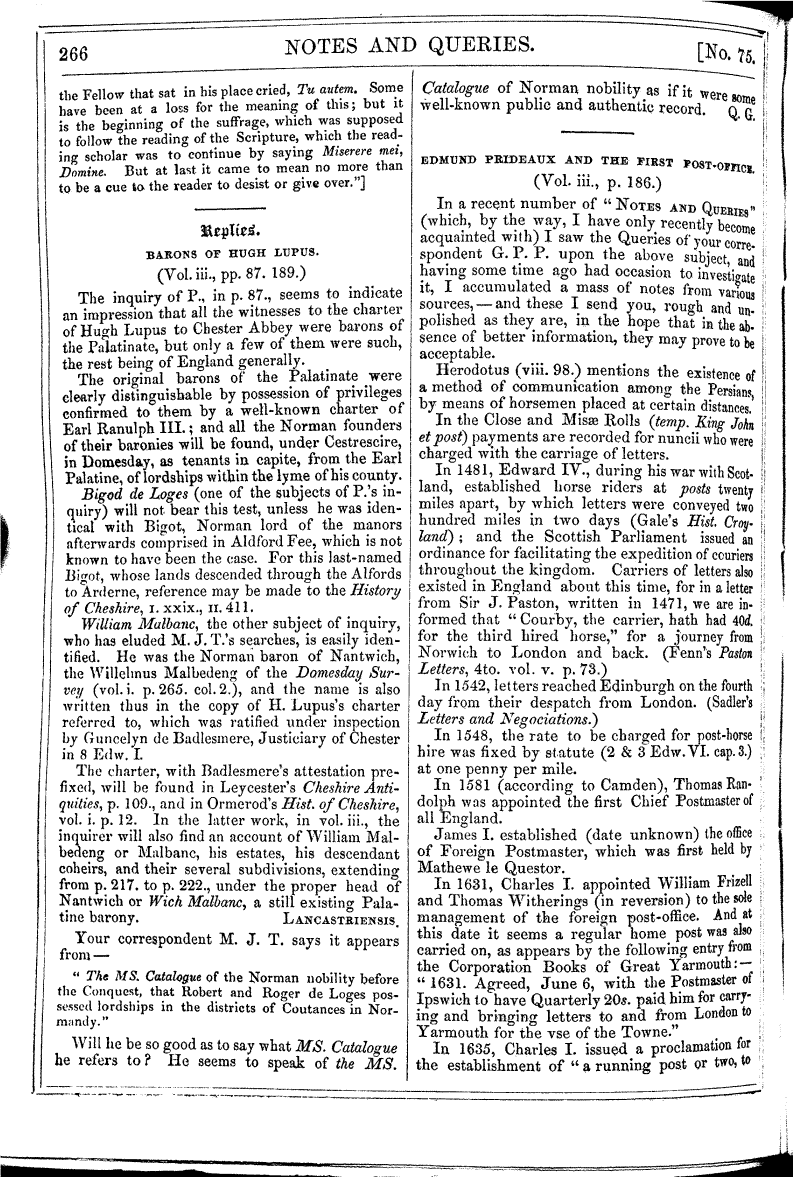 266
NOTES AND QUERIES.
[No. 75.
the Fellow that sat in his place cried, Tu autem. Some
have been at a loss for the meaning of this; but it
is the beginning of the suffrage, which was supposed
to follow the reading of the Scripture, which the read-
ing scholar was to continue by saying Miserere mei,
Domine. But at last it came to mean no more than
to be a cue to the reader to desist or give over."]
Replies.
BARONS OF HUGH LUPUS.
(Vol. iii., pp. 87. 189.)
The inquiry of P., in p. 87., seems to indicate
an impression that all the witnesses to the charter
of Hugh Lupus to Chester Abbey were barons of
the Palatinate, but only a few of them were such,
the rest being of England generally.
The original barons of the Palatinate were
clearly distinguishable by possession of privileges
confirmed to them by a well-known charter of
Earl Ranulph III.; and all the Norman founders
of their baronies will be found, under Cestrescire,
in Domesday, as tenants in capite, from the Earl
Palatine, of lordships within the lyme of his county.
Bigod de Loges (one of the subjects of P.'s in-
quiry) will not bear this test, unless he was iden-
tical with Bigot, Norman lord of the manors
afterwards comprised in Aldford Fee, which is not
known to have been the case. For this last-named
Bigot, whose lands descended through the Alfords
to Arderne, reference may be made to the History
of Cheshire, I. xxix., II. 411.
William Malbanc, the other subject of inquiry,
who has eluded M. J. T.'s searches, is easily iden-
tified. He was the Norman baron of Nantwich,
the Willelmus Malbedeng of the Domesday Sur-
vey (vol. i. p. 265. col. 2.), and the name is also
written thus in the copy of H. Lupus's charter
referred to, which was ratified under inspection
by Guncelyn de Badlesmere, Justiciary of Chester
in 8 Edw. I.
The charter, with Badlesmere's attestation pre-
fixed, will be found in Leycester's Cheshire Anti-
quities, p. 109., and in Ormerod's Hist. of Cheshire,
vol. i. p. 12. In the latter work, in vol. iii., the
inquirer will also find an account of William Mal-
bedeng or Malbanc, his estates, his descendant
coheirs, and their several subdivisions, extending
from p. 217. to p. 222., under the proper head of
Nantwich or Wich Malbanc, a still existing Pala-
tine barony. LANCASTRIENSIS.
Your correspondent M. J. T. says it appears
from —
"The MS. Catalogue of the Norman nobility before
the Conquest, that Robert and Roger de Loges pos-
sessed lordships in the districts of Coutances in Nor-
mandy."
Will he be so good as to say what MS. Catalogue
he refers to? He seems to speak of the MS.
Catalogue of Norman nobility as if it were some
well-known public and authentic record. Q. G.
EDMUND PRIDEAUX AND THE FIRST POST-OFFICE.
(Vol. iii., p. 186.)
In a recent number of "NOTES AND QUERIES"
(which, by the way, I have only recently become
acquainted with) I saw the Queries of your corre-
spondent G. P. P. upon the above subject, and
having some time ago had occasion to investigate
it, I accumulated a mass of notes from various
sources, — and these I send you, rough and un-
polished as they are, in the hope that in the ab-
sence of better information, they may prove to be
acceptable.
Herodotus (viii. 98.) mentions the existence of
a method of communication among the Persians,
by means of horsemen placed at certain distances.
In the Close and Misæ Rolls (temp. King John
et post) payments are recorded for nuncii who were
charged with the carriage of letters.
In 1481, Edward IV., during his war with Scot-
land, established horse riders at posts twenty
miles apart, by which letters were conveyed two
hundred miles in two days (Gale's Hist. Croy-
land); and the Scottish Parliament issued an
ordinance for facilitating the expedition of couriers
throughout the kingdom. Carriers of letters also
existed in England about this time, for in a letter
from Sir J. Paston, written in 1471, we are in-
formed that "Courby, the carrier, hath had 40d.
for the third hired horse," for a journey from
Norwich to London and back. (Fenn's Paston
Letters, 4to. vol. v. p. 73.)
In 1542, letters reached Edinburgh on the fourth
day from their despatch from London. (Sadler's
Letters and Negociations.)
In 1548, the rate to be charged for post-horse
hire was fixed by statute (2 & 3 Edw. VI. cap. 3.)
at one penny per mile.
In 1581 (according to Camden), Thomas Ran-
dolph was appointed the first Chief Postmaster of
all England.
James I. established (date unknown) the office
of Foreign Postmaster, which was first held by
Mathewe le Questor.
In 1631, Charles I. appointed William Frizell
and Thomas Witherings (in reversion) to the sole
management of the foreign post-office. And at
this date it seems a regular home post was also
carried on, as appears by the following entry from
the Corporation Books of Great Yarmouth: —
"1631. Agreed, June 6, with the Postmaster of
Ipswich to have Quarterly 20s. paid him for carry-
ing and bringing letters to and from London to
Yarmouth for the vse of the Towne."
In 1635, Charles I. issued a proclamation for
the establishment of "a running post or two, to